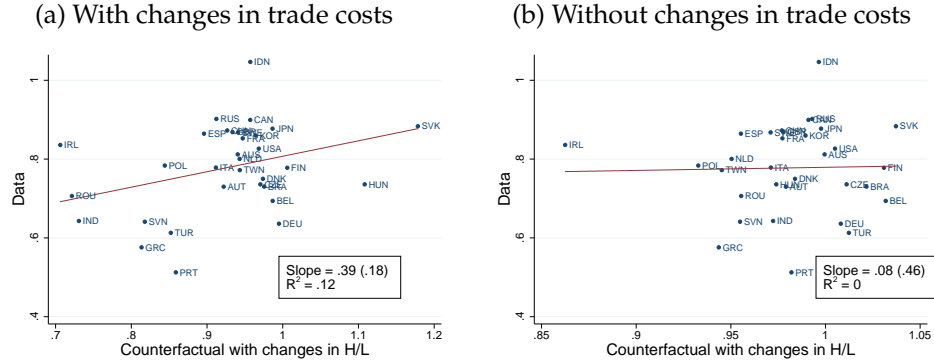 (a) With changes in trade costs
(b) Without changes in trade costs
Data
1
.8
.6
.4
IDN
RUS
CAN
ESP
JPN
KOR
FRA
SVK
IRL
USA
AUS
NLD
POL
ITA
TWN
FIN
DNK
AUT
BRA
HUN
ROU
BEL
IND
SVN
DEU
TUR
GRC
PRT
Slope = .39 (.18)
R² = .12
.7
.8
.9
1
1.1
1.2
Counterfactual with changes in H/L
Data
1
.8
.6
.4
IDN
RUS
JPN
ESP
KOR
FRA
SVK
IRL
USA
AUS
NLD
POL
TWN
ITA
FIN
DNK
HUN
AUT
CZE
BRA
ROU
BEL
SVN
IND
DEU
TUR
GRC
PRT
Slope = .08 (.46)
R² = 0
.85
.9
.95
1
1.05
Counterfactual with changes in H/L